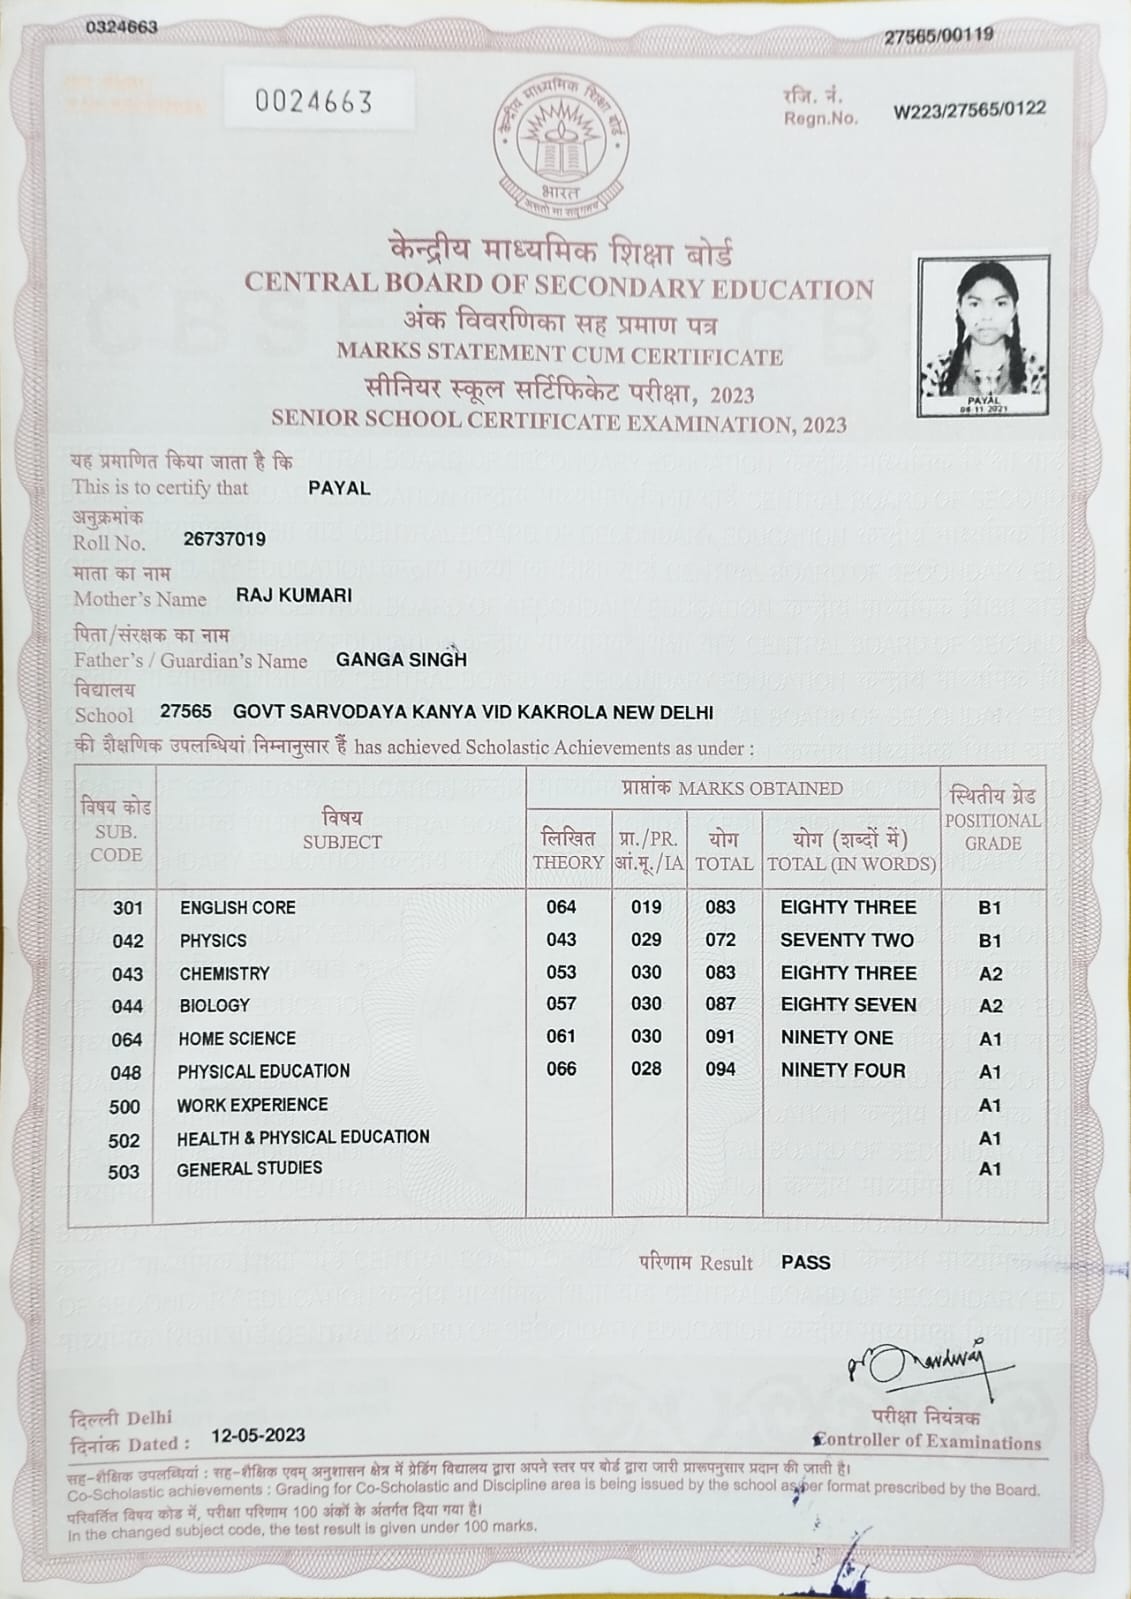 0324663
27565/00119
0024663
रजि. नं.
Regn.No. W223/27565/0122
केन्द्रीय माध्यमिक शिक्षा बोर्ड
भारत
असतो मा सद्गमय
केन्द्रीय माध्यमिक शिक्षा बोर्ड
CENTRAL BOARD OF SECONDARY EDUCATION
अंक विवरणिका सह प्रमाण पत्र
MARKS STATEMENT CUM CERTIFICATE
सीनियर स्कूल सर्टिफिकेट परीक्षा, 2023
SENIOR SCHOOL CERTIFICATE EXAMINATION, 2023
PAYAL
08 11 2021
यह प्रमाणित किया जाता है कि
This is to certify that PAYAL
अनुक्रमांक
Roll No. 26737019
माता का नाम
Mother's Name RAJ KUMARI
पिता/संरक्षक का नाम
Father's / Guardian's Name GANGA SINGH
विद्यालय
School 27565 GOVT SARVODAYA KANYA VID KAKROLA NEW DELHI
की शैक्षणिक उपलब्धियां निम्नानुसार हैं has achieved Scholastic Achievements as under :
विषय कोड
SUB.
CODE
विषय
SUBJECT
प्राप्तांक MARKS OBTAINED
लिखित
THEORY
प्रा./PR.
आं.मू./IA
योग
TOTAL
योग (शब्दों में)
TOTAL (IN WORDS)
स्थितीय ग्रेड
POSITIONAL
GRADE
301 ENGLISH CORE 064 019 083 EIGHTY THREE B1
042 PHYSICS 043 029 072 SEVENTY TWO B1
043 CHEMISTRY 053 030 083 EIGHTY THREE A2
044 BIOLOGY 057 030 087 EIGHTY SEVEN A2
064 HOME SCIENCE 061 030 091 NINETY ONE A1
048 PHYSICAL EDUCATION 066 028 094 NINETY FOUR A1
500 WORK EXPERIENCE A1
502 HEALTH & PHYSICAL EDUCATION A1
503 GENERAL STUDIES A1
परिणाम Result PASS
दिल्ली Delhi
दिनांक Dated : 12-05-2023
परीक्षा नियंत्रक
Controller of Examinations
सह-शैक्षिक उपलब्धियां : सह-शैक्षिक एवम् अनुशासन क्षेत्र में ग्रेडिंग विद्यालय द्वारा अपने स्तर पर बोर्ड द्वारा जारी प्रारूपनुसार प्रदान की जाती है।
Co-Scholastic achievements : Grading for Co-Scholastic and Discipline area is being issued by the school as per format prescribed by the Board.
परिवर्तित विषय कोड में, परीक्षा परिणाम 100 अंकों के अंतर्गत दिया गया है।
In the changed subject code, the test result is given under 100 marks.